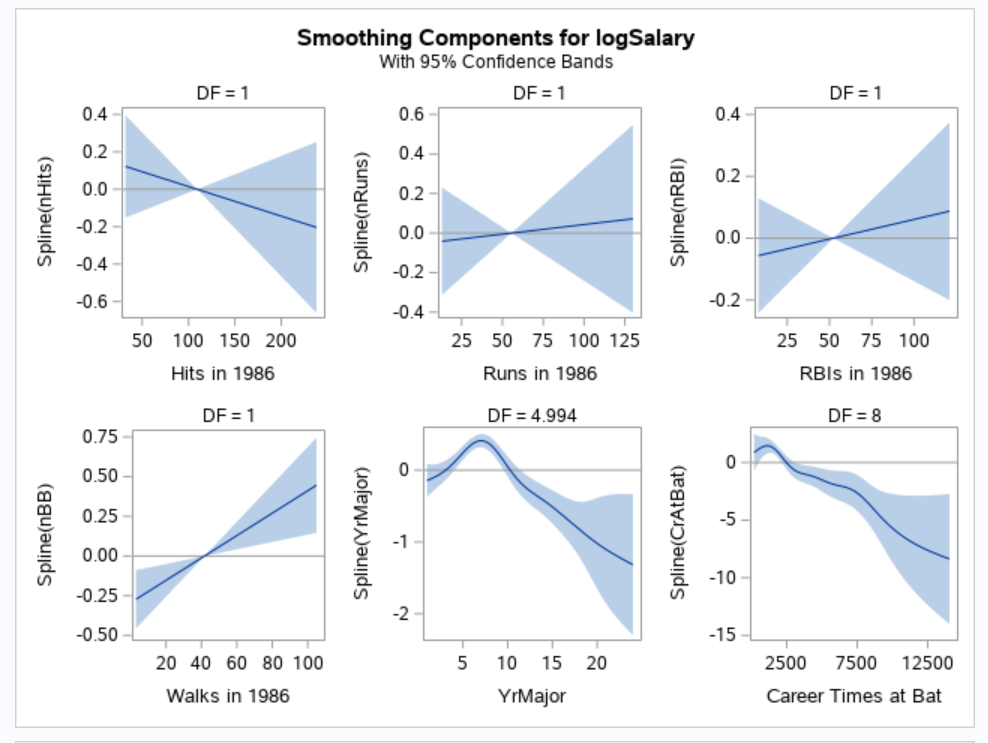 Smoothing Components for logSalary
With 95% Confidence Bands
DF = 1
Spline(nHits)
0.4
0.2
0.0
-0.2
-0.4
-0.6
50 100 150 200
Hits in 1986
DF = 1
Spline(nRuns)
0.6
0.4
0.2
0.0
-0.2
-0.4
25 50 75 100 125
Runs in 1986
DF = 1
Spline(nRBI)
0.4
0.2
0.0
-0.2
25 50 75 100
RBIs in 1986
DF = 1
Spline(nBB)
0.75
0.50
0.25
0.00
-0.25
-0.50
20 40 60 80 100
Walks in 1986
DF = 4.994
Spline(YrMajor)
0
-1
-2
5 10 15 20
YrMajor
DF = 8
Spline(CrAtBat)
0
-5
-10
-15
2500 7500 12500
Career Times at Bat